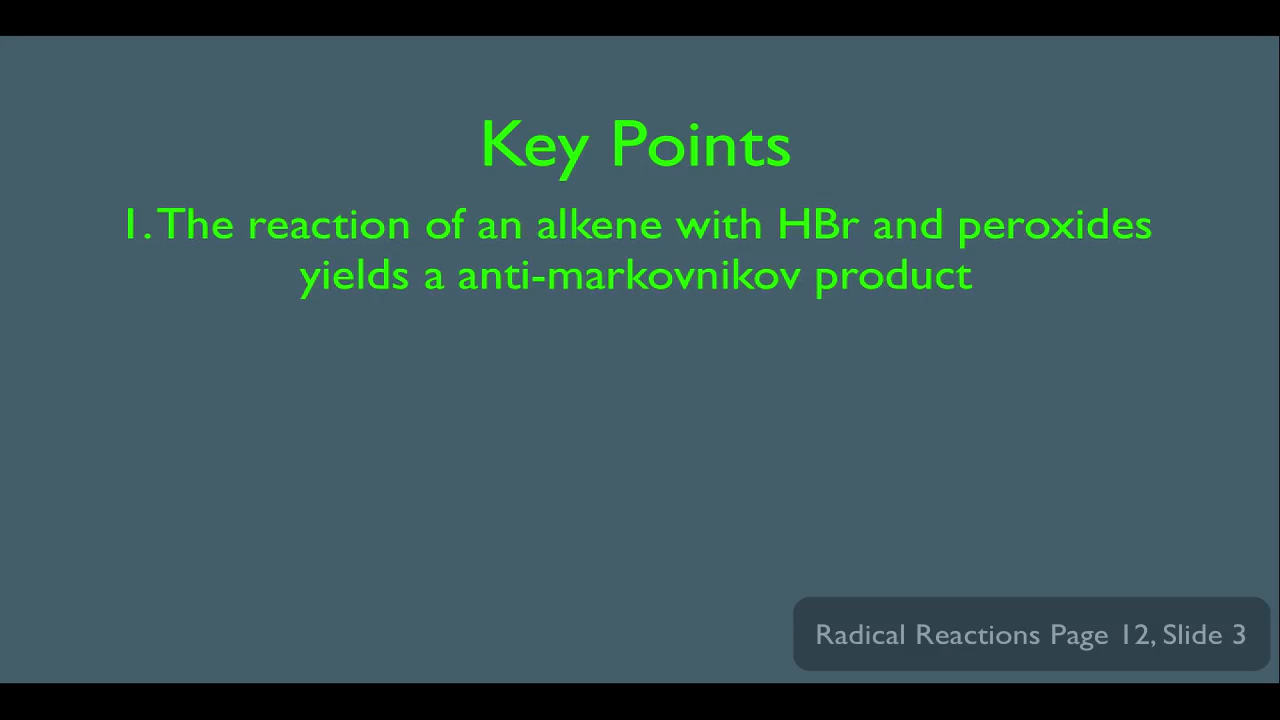 Key Points
1. The reaction of an alkene with HBr and peroxides
yields a anti-markovnikov product
Radical Reactions Page 12, Slide 3